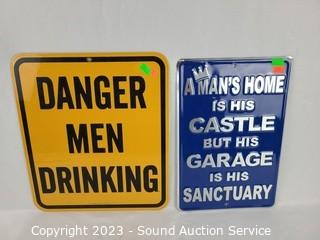 DANGER
MEN
DRINKING
A MAN'S HOME
IS HIS
CASTLE
BUT HIS
GARAGE
IS HIS
SANCTUARY
Copyright 2023 - Sound Auction Service